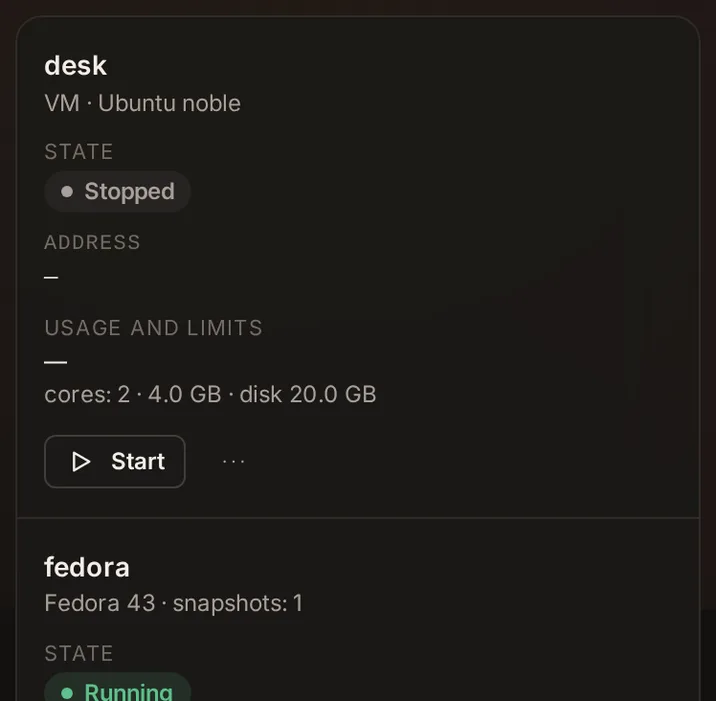 desk
VM · Ubuntu noble
STATE
Stopped
ADDRESS
–
USAGE AND LIMITS
—
cores: 2 · 4.0 GB · disk 20.0 GB
Start ···
fedora
Fedora 43 · snapshots: 1
STATE
Running